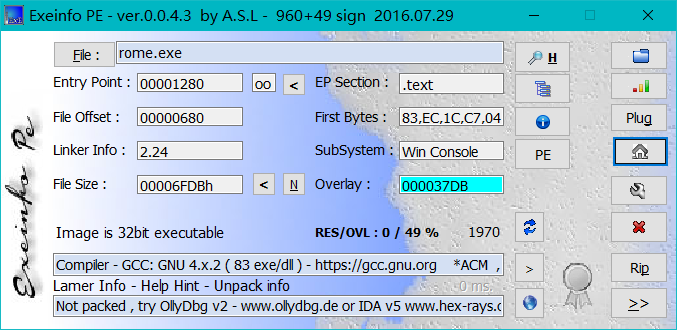 Exeinfo PE - ver.0.0.4.3 by A.S.L - 960+49 sign 2016.07.29
File : rome.exe H
Entry Point : 00001280 oo < EP Section : .text
File Offset : 00000680 First Bytes : 83,EC,1C,C7,04 Plug
Linker Info : 2.24 SubSystem : Win Console PE
File Size : 00006FDBh < N Overlay : 000037DB
Image is 32bit executable RES/OVL : 0 / 49 % 1970
Compiler - GCC: GNU 4.x.2 ( 83 exe/dll ) - https://gcc.gnu.org *ACM , > Rip
Lamer Info - Help Hint - Unpack info 0 ms.
Not packed , try OllyDbg v2 - www.ollydbg.de or IDA v5 www.hex-rays.c >>
Exeinfo Pe